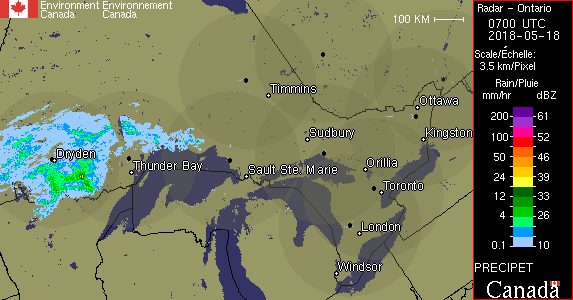 Environment Environnement
Canada Canada
100 KM
Timmins
Ottawa
Sudbury
Kingston
Dryden
Thunder Bay
Sault Ste. Marie
Orillia
Toronto
London
Windsor
Radar - Ontario
0700 UTC
2018-05-18
Scale/Échelle:
3.5 km/Pixel
Rain/Pluie
mm/hr dBZ
200 61
100 52
50 46
24 39
12 33
4 26
0.1 10
PRECIPET
Canada